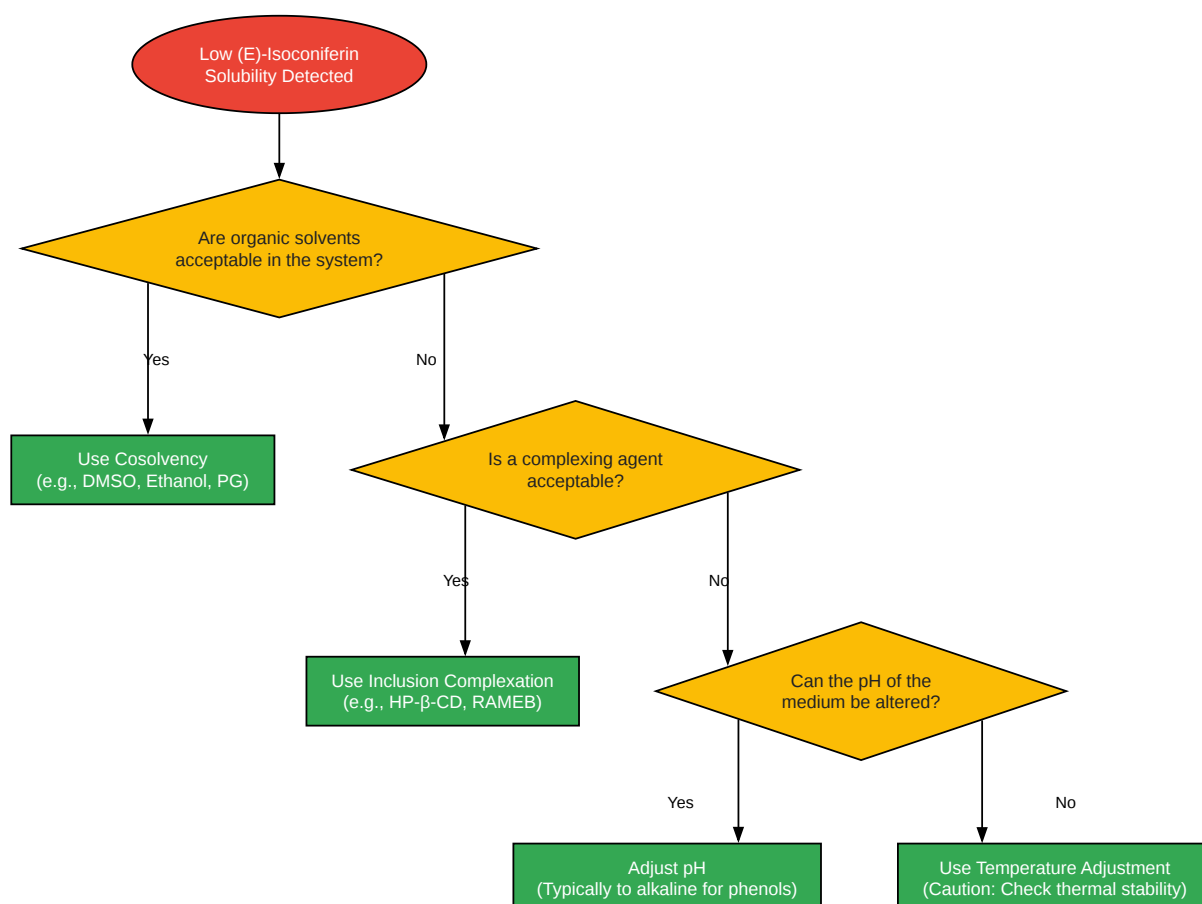 Low (E)-Isoconiferin
Solubility Detected
Are organic solvents
acceptable in the system?
Yes
No
Use Cosolvency
(e.g., DMSO, Ethanol, PG)
Is a complexing agent
acceptable?
Yes
No
Use Inclusion Complexation
(e.g., HP-β-CD, RAMEB)
Can the pH of the
medium be altered?
Yes
No
Adjust pH
(Typically to alkaline for phenols)
Use Temperature Adjustment
(Caution: Check thermal stability)